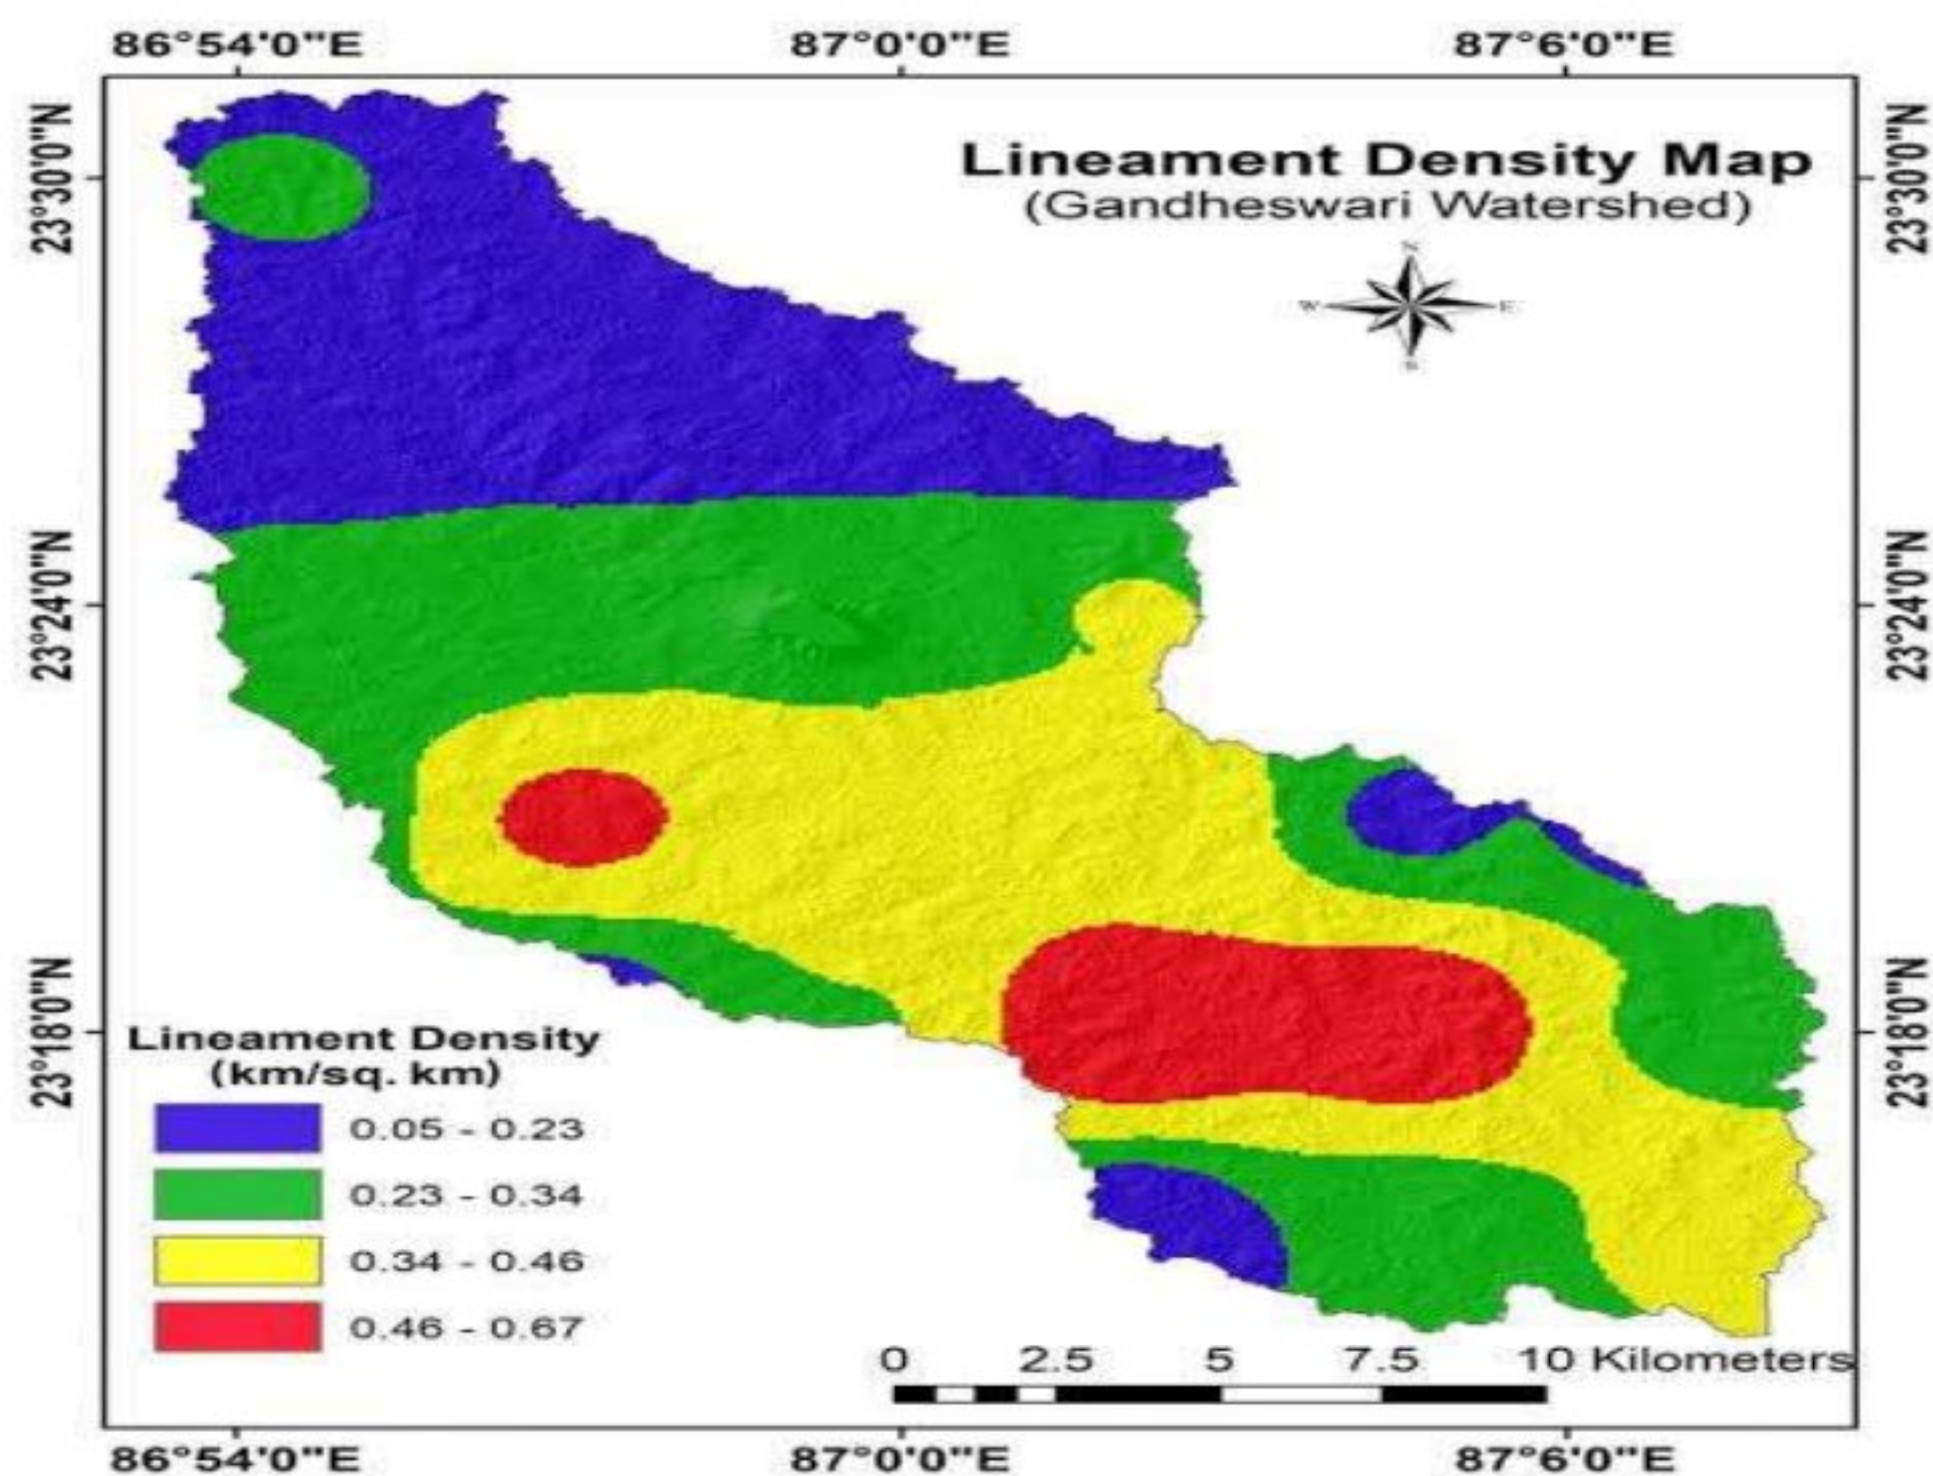 86°54'0"E 87°0'0"E 87°6'0"E
23°30'0"N 23°30'0"N
Lineament Density Map
(Gandheswari Watershed)
N
W E
S
23°24'0"N 23°24'0"N
23°18'0"N 23°18'0"N
Lineament Density
(km/sq. km)
0.05 - 0.23
0.23 - 0.34
0.34 - 0.46
0.46 - 0.67
0 2.5 5 7.5 10 Kilometers
86°54'0"E 87°0'0"E 87°6'0"E